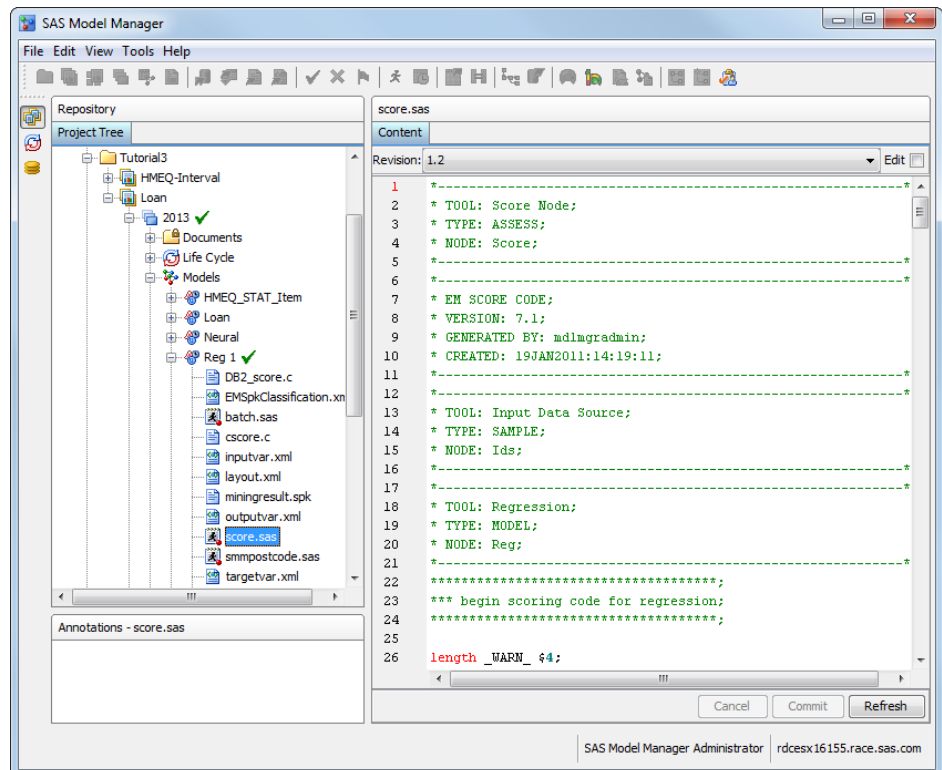 SAS Model Manager
File Edit View Tools Help
Repository
Project Tree
Tutorial3
HMEQ-Interval
Loan
2013
Documents
Life Cycle
Models
HMEQ_STAT_Item
Loan
Neural
Reg 1
DB2_score.c
EMSpkClassification.xn
batch.sas
cscore.c
inputvar.xml
layout.xml
miningresult.spk
outputvar.xml
score.sas
smmpostcode.sas
targetvar.xml
Annotations - score.sas
score.sas
Content
Revision: 1.2 Edit
1 *------------------------------------------------------------*
2 * TOOL: Score Node;
3 * TYPE: ASSESS;
4 * NODE: Score;
5 *------------------------------------------------------------*
6 *------------------------------------------------------------*
7 * EM SCORE CODE;
8 * VERSION: 7.1;
9 * GENERATED BY: mdlmgradmin;
10 * CREATED: 19JAN2011:14:19:11;
11 *------------------------------------------------------------*
12 *------------------------------------------------------------*
13 * TOOL: Input Data Source;
14 * TYPE: SAMPLE;
15 * NODE: Ids;
16 *------------------------------------------------------------*
17 *------------------------------------------------------------*
18 * TOOL: Regression;
19 * TYPE: MODEL;
20 * NODE: Reg;
21 *------------------------------------------------------------*
22 *************************************;
23 *** begin scoring code for regression;
24 *************************************;
25
26 length _WARN_ $4;
Cancel Commit Refresh
SAS Model Manager Administrator rdcesx16155.race.sas.com